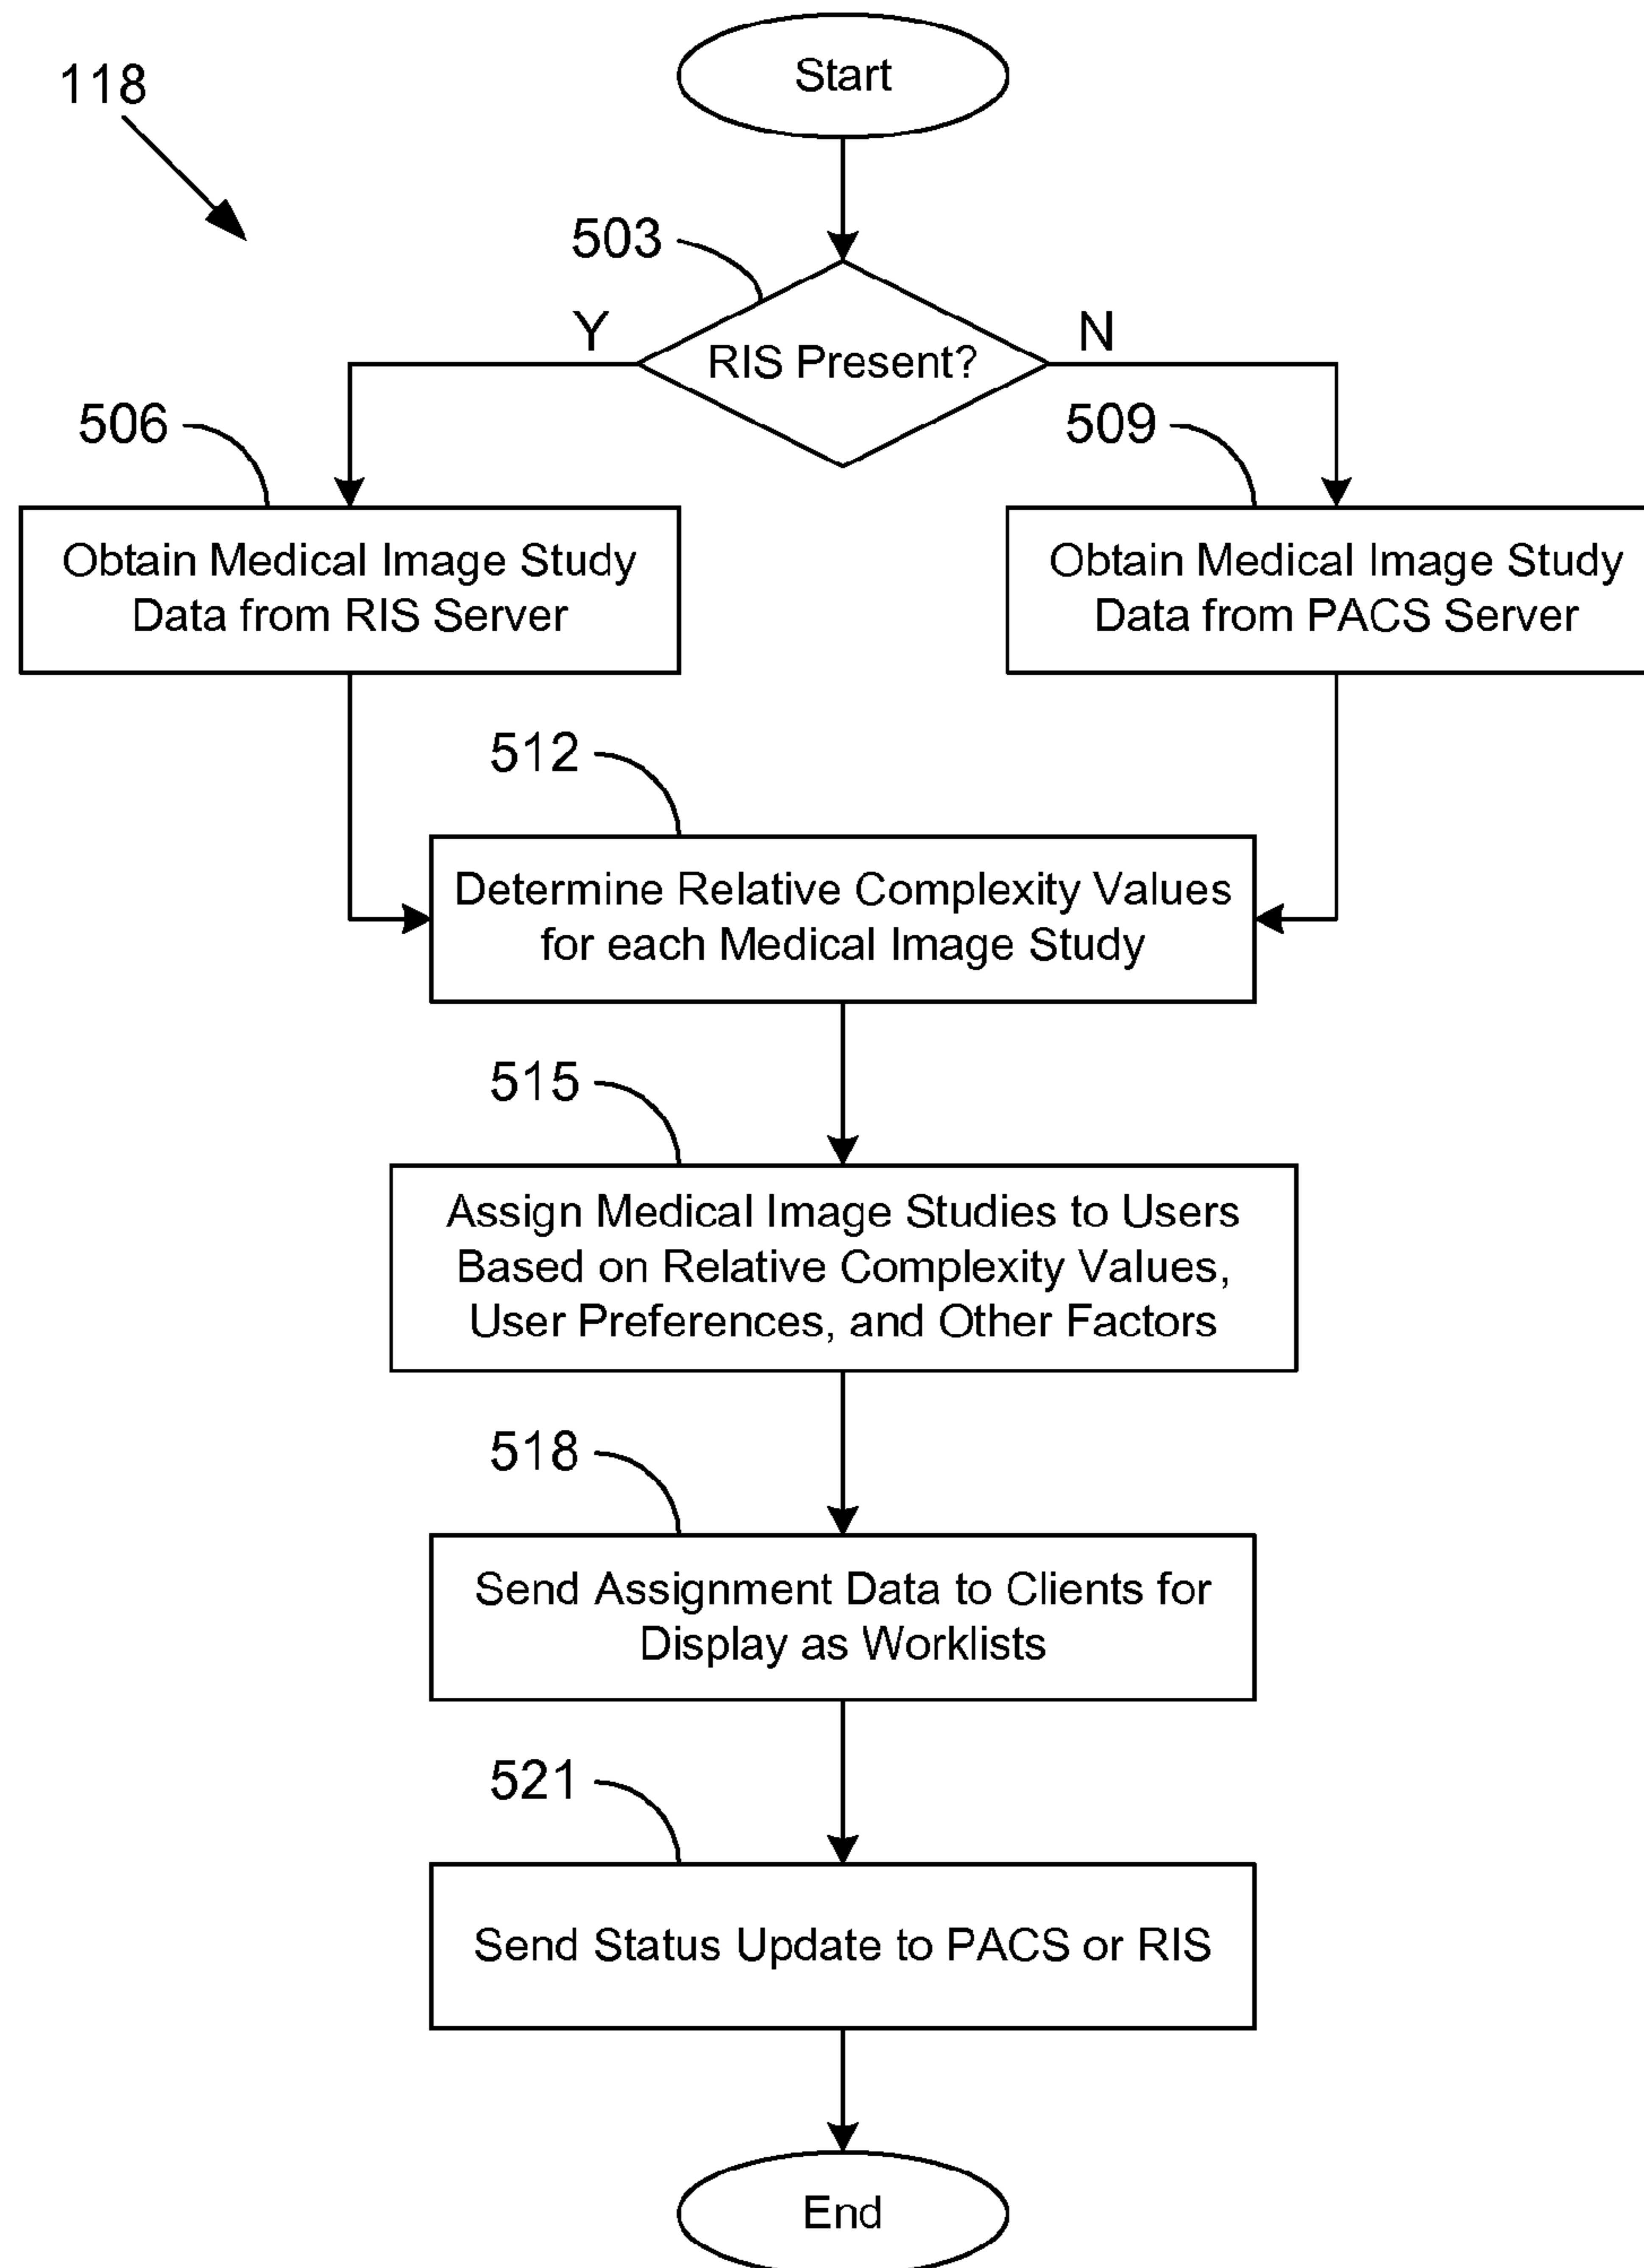 Start
118
503
Y
N
RIS Present?
506
509
Obtain Medical Image Study
Data from RIS Server
Obtain Medical Image Study
Data from PACS Server
512
Determine Relative Complexity Values
for each Medical Image Study
515
Assign Medical Image Studies to Users
Based on Relative Complexity Values,
User Preferences, and Other Factors
518
Send Assignment Data to Clients for
Display as Worklists
521
Send Status Update to PACS or RIS
End